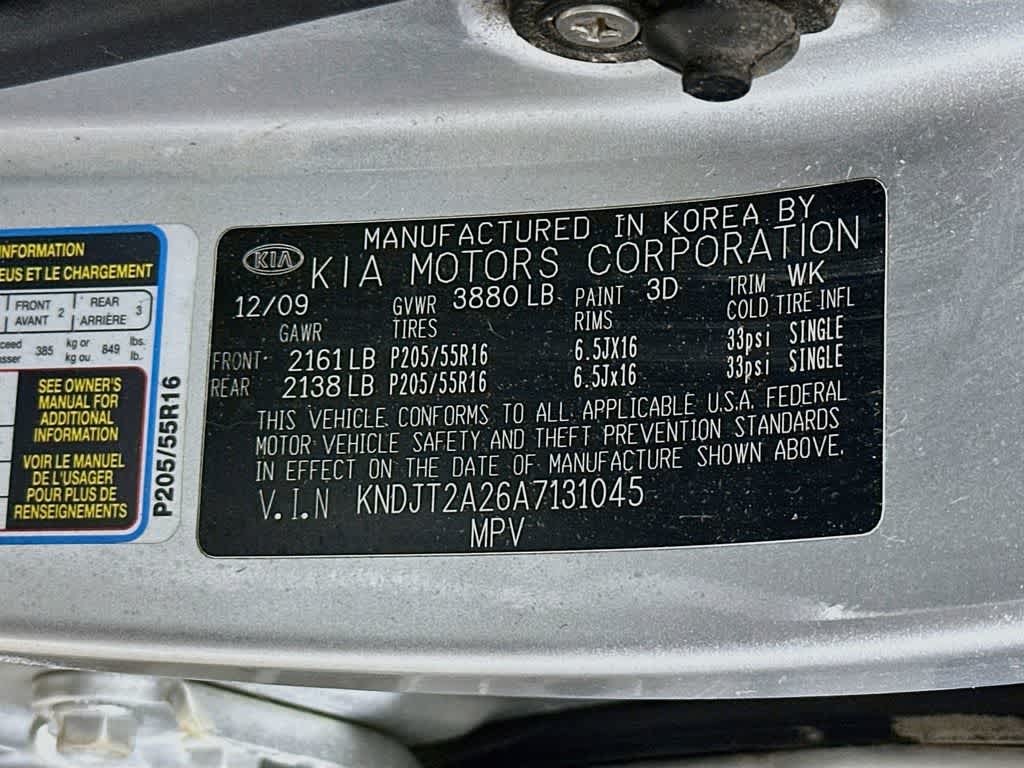 INFORMATION
EUS ET LE CHARGEMENT
FRONT 2 REAR 3
AVANT ARRIÈRE
385 kg or kg ou 849 lbs. lb.
SEE OWNER'S
MANUAL FOR
ADDITIONAL
INFORMATION
VOIR LE MANUEL
DE L'USAGER
POUR PLUS DE
RENSEIGNEMENTS
P205/55R16
MANUFACTURED IN KOREA BY
KIA KIA MOTORS CORPORATION
12/09 GVWR 3880 LB PAINT 3D TRIM WK
GAWR TIRES RIMS COLD TIRE INFL
FRONT 2161 LB P205/55R16 6.5JX16 33psi SINGLE
REAR 2138 LB P205/55R16 6.5Jx16 33psi SINGLE
THIS VEHICLE CONFORMS TO ALL APPLICABLE U.S.A. FEDERAL
MOTOR VEHICLE SAFETY AND THEFT PREVENTION STANDARDS
IN EFFECT ON THE DATE OF MANUFACTURE SHOWN ABOVE.
V.I.N KNDJT2A26A7131045
MPV